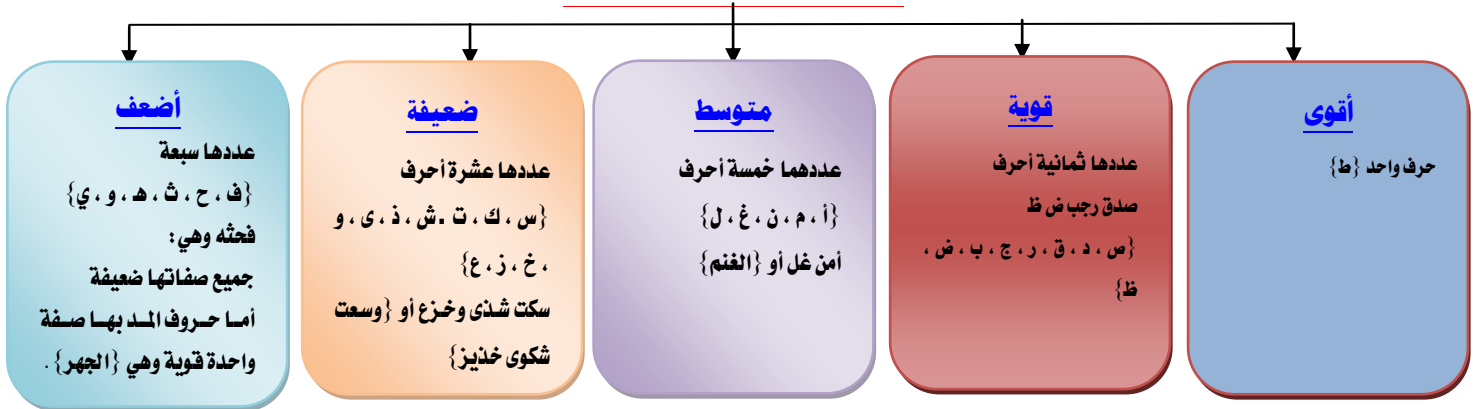 أقوى
حرف واحد {ط}
قوية
عددها ثمانية أحرف
صدق رجب ض ظ
{ص ، د ، ق ، ر ، ج ، ب ، ض ،
ظ}
متوسط
عددهما خمسة أحرف
{أ ، م ، ن ، غ ، ل}
أمن غل أو {الغنم}
ضعيفة
عددها عشرة أحرف
{س ، ك ، ت .ش ، ذ ، ى ، و
، خ ، ز ، ع}
سكت شذى وخزع أو {وسعت
شكوى خذيز}
أضعف
عددها سبعة
{ف ، ح ، ث ، هـ ، و ، ي}
فحثه وهي:
جميع صفاتها ضعيفة
أما حروف المد بها صفة
واحدة قوية وهي {الجهر}.